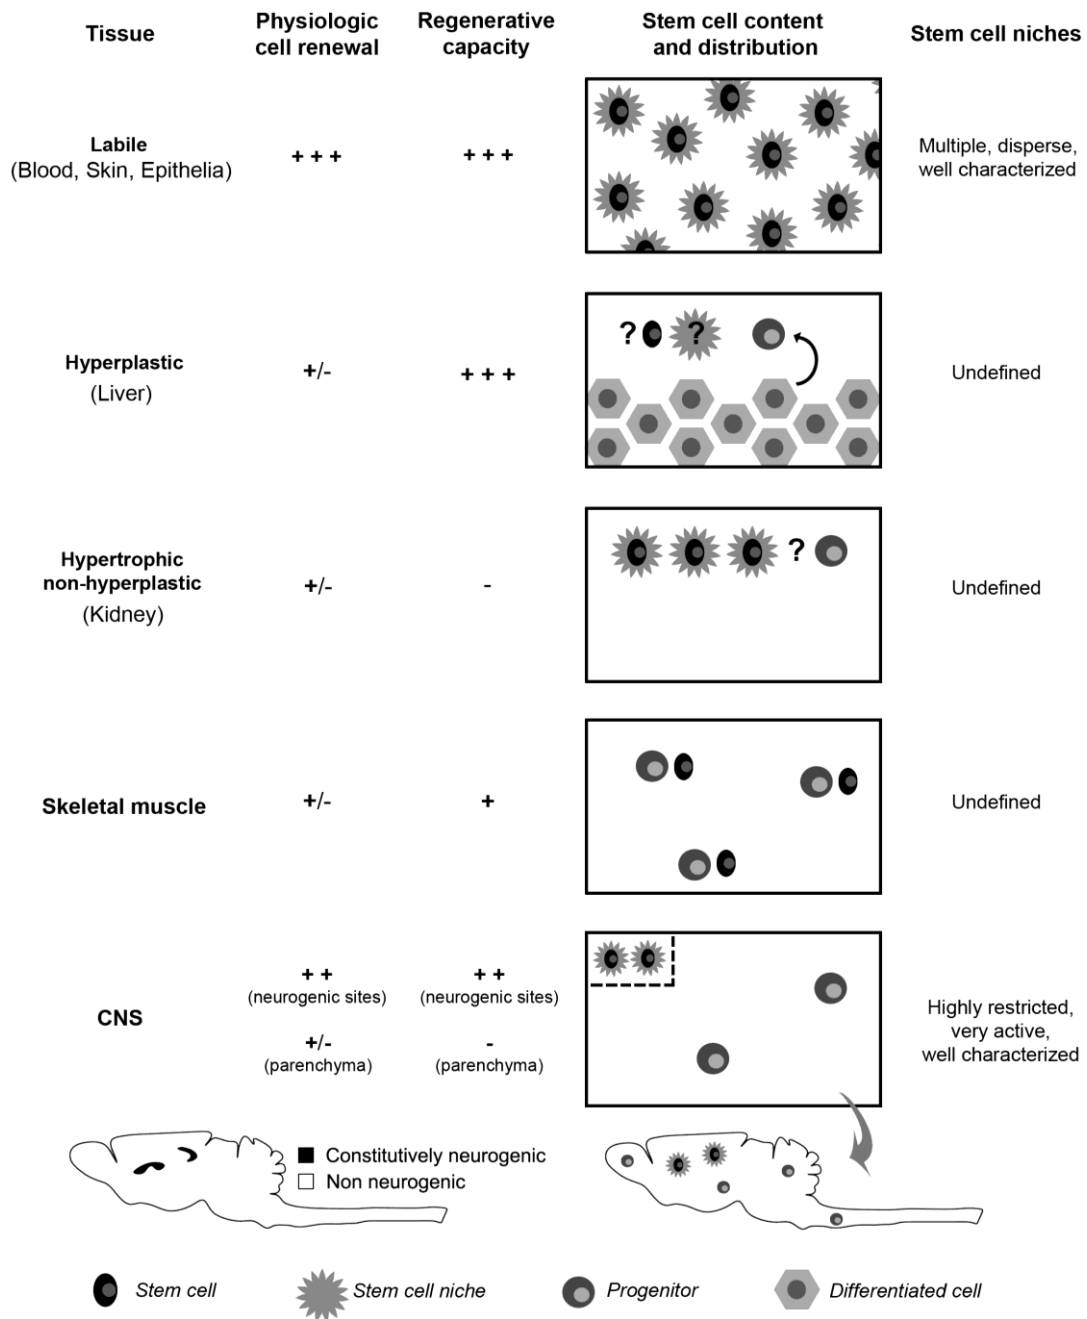 Tissue
Physiologic
cell renewal
Regenerative
capacity
Stem cell content
and distribution
Stem cell niches
Labile
(Blood, Skin, Epithelia)
+ + +
+ + +
Multiple, disperse,
well characterized
Hyperplastic
(Liver)
+/-
+ + +
? ?
Undefined
Hypertrophic
non-hyperplastic
(Kidney)
+/-
-
?
Undefined
Skeletal muscle
+/-
+
Undefined
CNS
+ +
(neurogenic sites)
+/-
(parenchyma)
+ +
(neurogenic sites)
-
(parenchyma)
Highly restricted,
very active,
well characterized
Constitutively neurogenic
Non neurogenic
Stem cell
Stem cell niche
Progenitor
Differentiated cell